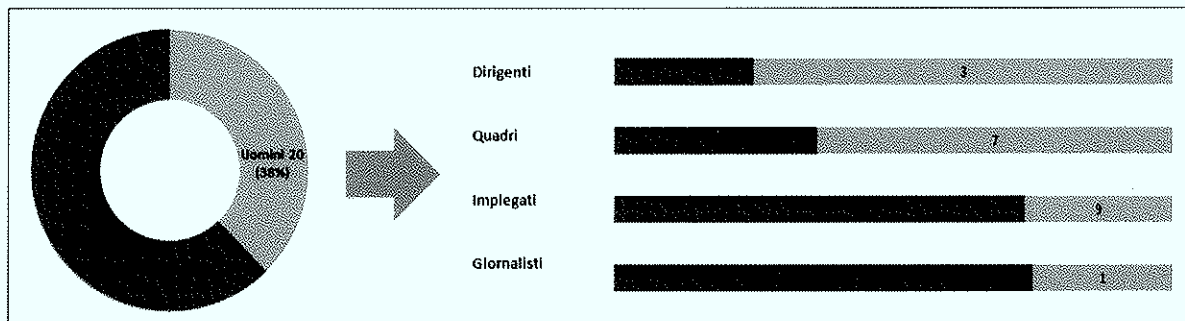 Uomini 20
(38%)
Dirigenti
3
Quadri
7
Impiegati
9
Giornalisti
1